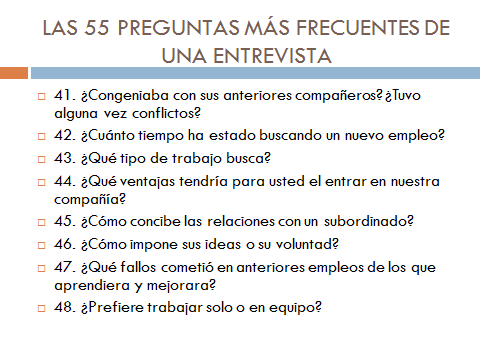 LAS 55 PREGUNTAS MÁS FRECUENTES DE
UNA ENTREVISTA
41. ¿Congeniaba con sus anteriores compañeros? ¿Tuvo
alguna vez conflictos?
42. ¿Cuánto tiempo ha estado buscando un nuevo empleo?
43. ¿Qué tipo de trabajo busca?
44. ¿Qué ventajas tendría para usted el entrar en nuestra
compañía?
45. ¿Cómo concibe las relaciones con un subordinado?
46. ¿Cómo impone sus ideas o su voluntad?
47. ¿Qué fallos cometió en anteriores empleos de los que
aprendiera y mejorara?
48. ¿Prefiere trabajar solo o en equipo?